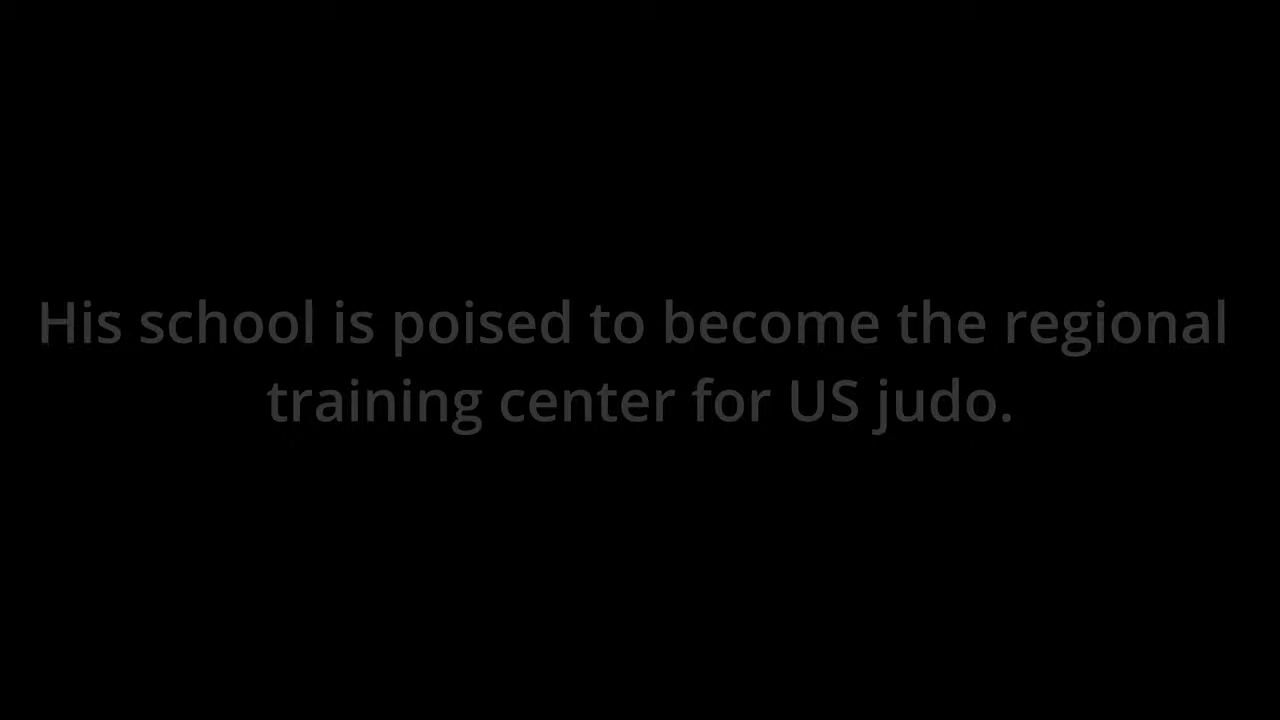 His school is poised to become the regional
training center for US judo.